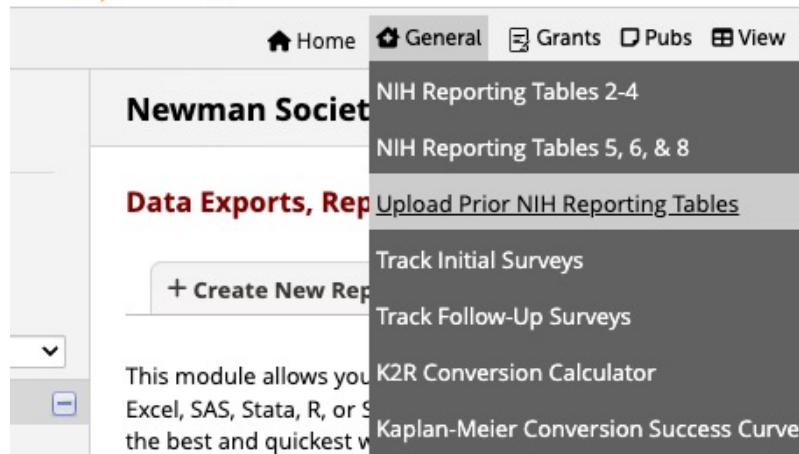 Home General Grants Pubs View
NIH Reporting Tables 2-4
Newman Societ
NIH Reporting Tables 5, 6, & 8
Data Exports, Rep
Upload Prior NIH Reporting Tables
Track Initial Surveys
+ Create New Rep
Track Follow-Up Surveys
This module allows you
K2R Conversion Calculator
Excel, SAS, Stata, R, or S
the best and quickest w
Kaplan-Meier Conversion Success Curve